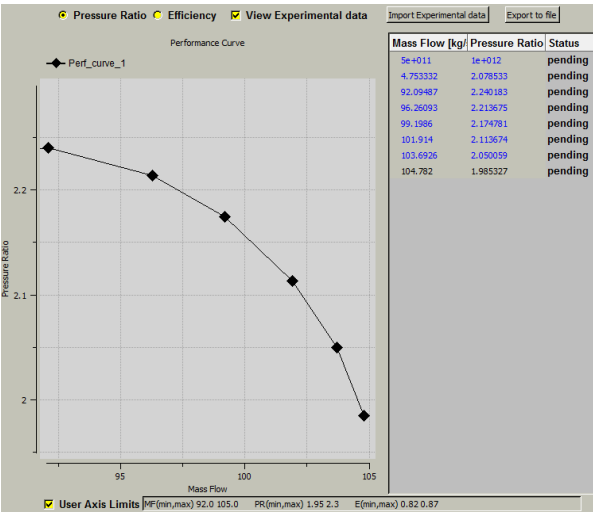 Pressure Ratio Efficiency View Experimental data Import Experimental data Export to file
Performance Curve
Perf_curve_1
Mass Flow [kg/ Pressure Ratio Status
5e+011 1e+012 pending
4.753332 2.078533 pending
92.09487 2.240183 pending
96.26093 2.213675 pending
99.1986 2.174781 pending
101.914 2.113674 pending
103.6926 2.050059 pending
104.782 1.985327 pending
Pressure Ratio
2.2
2.1
2
95 100 105
Mass Flow
User Axis Limits MF(min,max) 92.0 105.0 PR(min,max) 1.95 2.3 E(min,max) 0.82 0.87